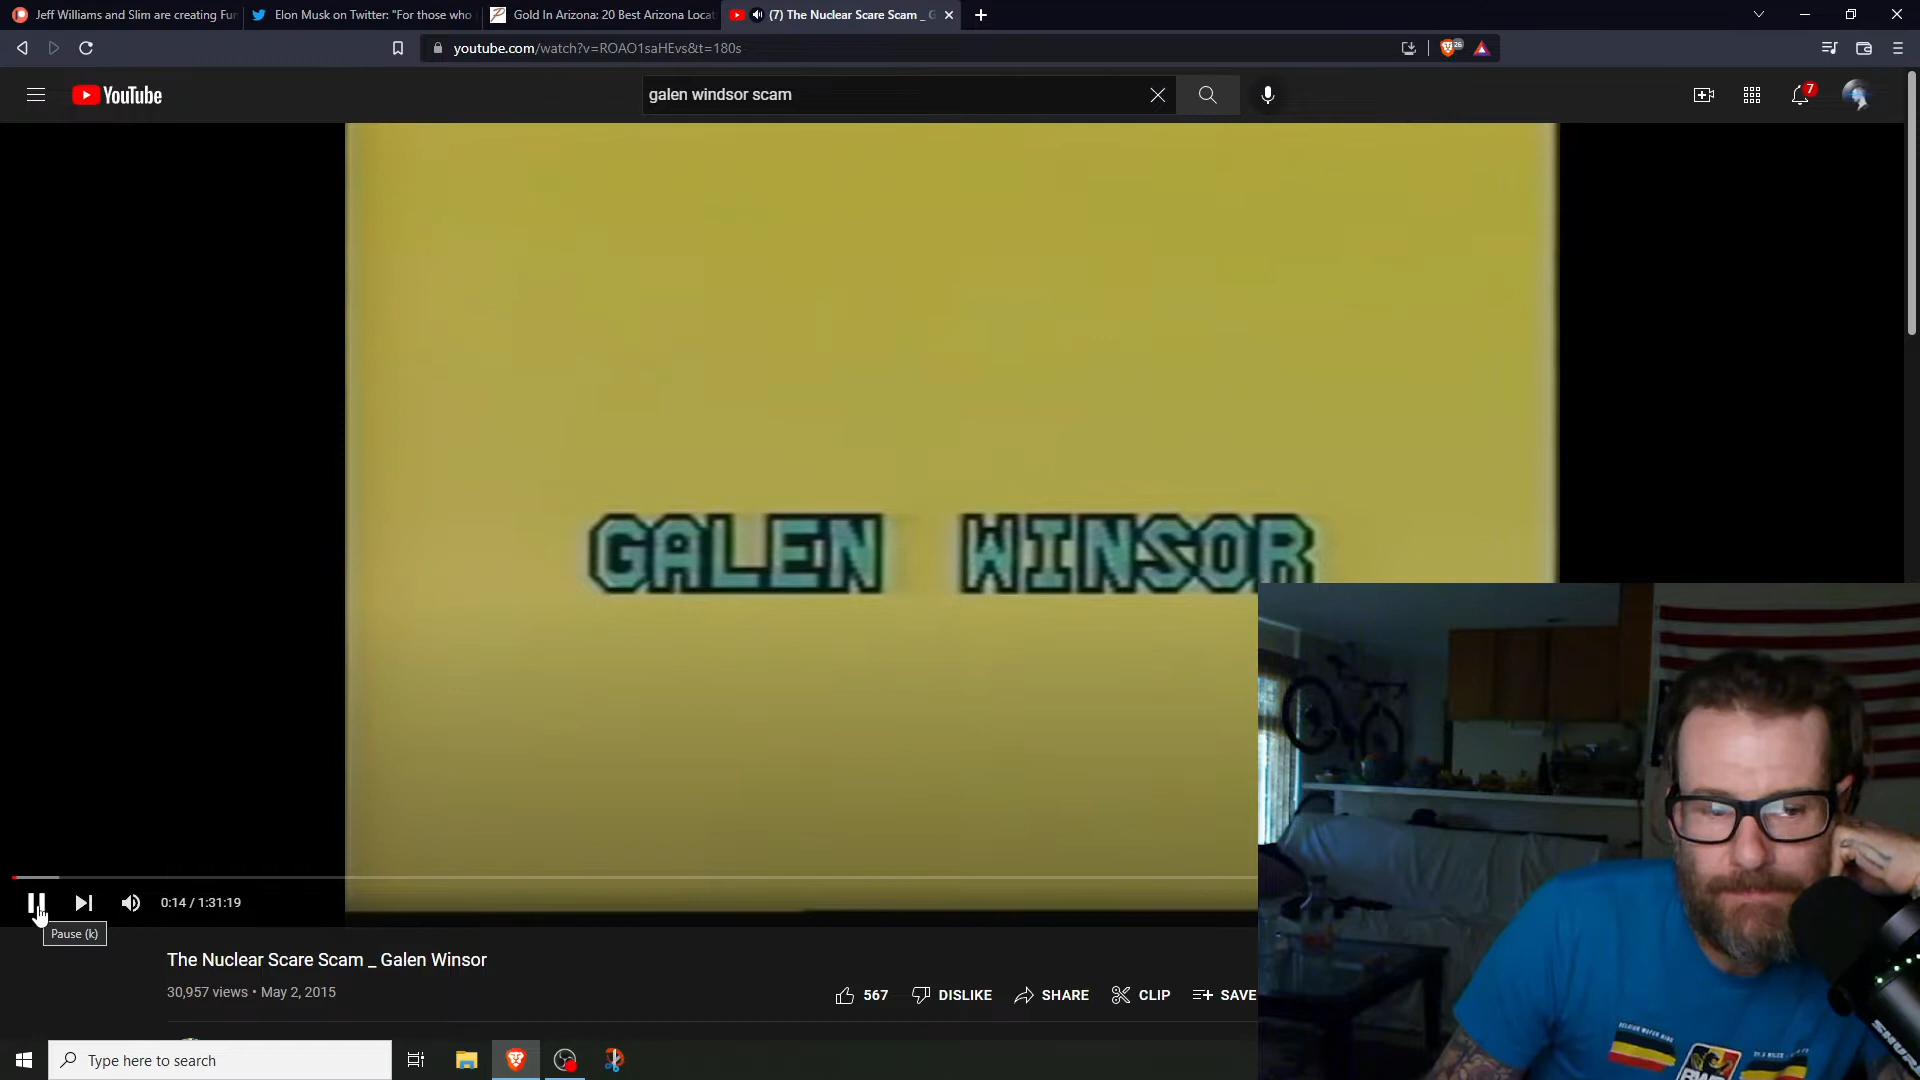 Jeff Williams and Slim are creating Fun
Elon Musk on Twitter: "For those who
Gold In Arizona: 20 Best Arizona Locat
(7) The Nuclear Scare Scam _ G
youtube.com/watch?v=ROAO1saHEvs&t=180s
26
YouTube
galen windsor scam
7
GALEN WINSOR
0:14 / 1:31:19
Pause (k)
The Nuclear Scare Scam _ Galen Winsor
30,957 views • May 2, 2015
567
DISLIKE
SHARE
CLIP
SAVE
Type here to search